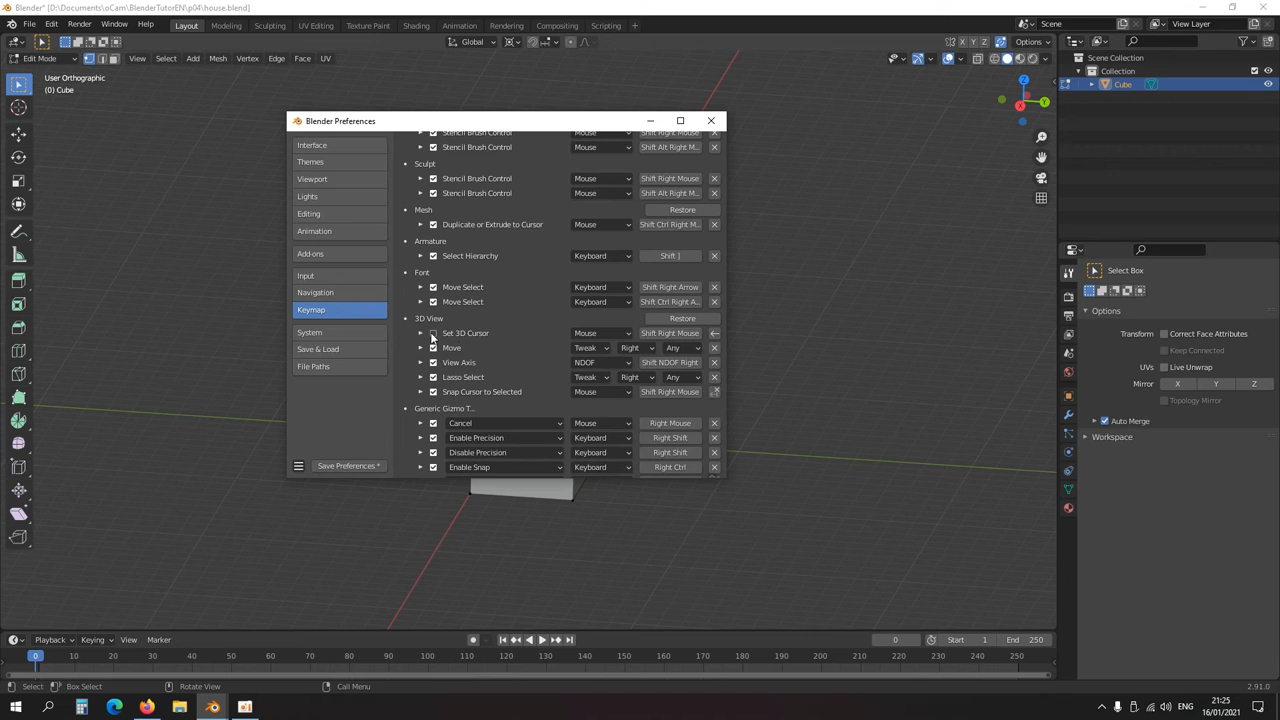 Blender* [D:\Documents\oCam\BlenderTutorEN\p04\house.blend]
File Edit Render Window Help Layout Modeling Sculpting UV Editing Texture Paint Shading Animation Rendering Compositing Scripting + Scene View Layer
Global X Y Z Options
Edit Mode View Select Add Mesh Vertex Edge Face UV
User Orthographic
(0) Cube
Z
Y
X
Scene Collection
Collection
Cube
Blender Preferences
Interface
Themes
Viewport
Lights
Editing
Animation
Add-ons
Input
Navigation
Keymap
System
Save & Load
File Paths
Save Preferences *
Stencil Brush Control Mouse Shift Right Mouse
Stencil Brush Control Mouse Shift Alt Right M...
Sculpt
Stencil Brush Control Mouse Shift Right Mouse
Stencil Brush Control Mouse Shift Alt Right M...
Mesh Restore
Duplicate or Extrude to Cursor Mouse Shift Ctrl Right M...
Armature
Select Hierarchy Keyboard Shift ]
Font
Move Select Keyboard Shift Right Arrow
Move Select Keyboard Shift Ctrl Right A...
3D View Restore
Set 3D Cursor Mouse Shift Right Mouse
Move Tweak Right Any
View Axis NDOF Shift NDOF Right
Lasso Select Tweak Right Any
Snap Cursor to Selected Mouse Shift Right Mouse
Generic Gizmo T...
Cancel Mouse Right Mouse
Enable Precision Keyboard Right Shift
Disable Precision Keyboard Right Shift
Enable Snap Keyboard Right Ctrl
Select Box
Options
Transform Correct Face Attributes
Keep Connected
UVs Live Unwrap
Mirror X Y Z
Topology Mirror
Auto Merge
Workspace
Playback Keying View Marker 0 Start 1 End 250
0 10 20 30 40 50 60 70 80 90 100 110 120 130 140 150 160 170 180 190 200 210 220 230 240 250
Select Box Select Rotate View Call Menu 2.91.0
ENG 21:25
16/01/2021